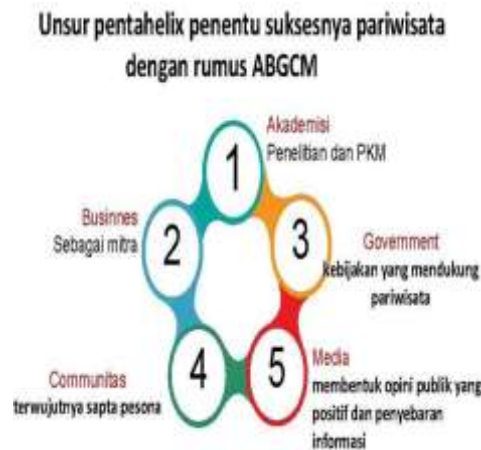 Unsur pentahelix penentu suksesnya pariwisata
dengan rumus ABGCM
1
Akademisi
Penelitian dan PKM
2
Businnes
Sebagai mitra
3
Government
kebijakan yang mendukung
pariwisata
4
Communitas
terwujutnya sapta pesona
5
Media
membentuk opini publik yang
positif dan penyebaran
informasi